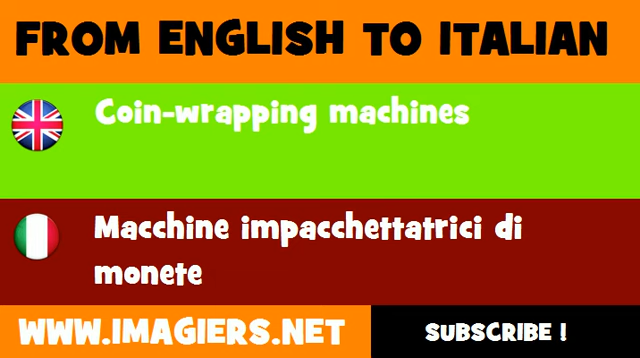 FROM ENGLISH TO ITALIAN
Coin-wrapping machines
Macchine impacchettatrici di
monete
WWW.IMAGIERS.NET
SUBSCRIBE !